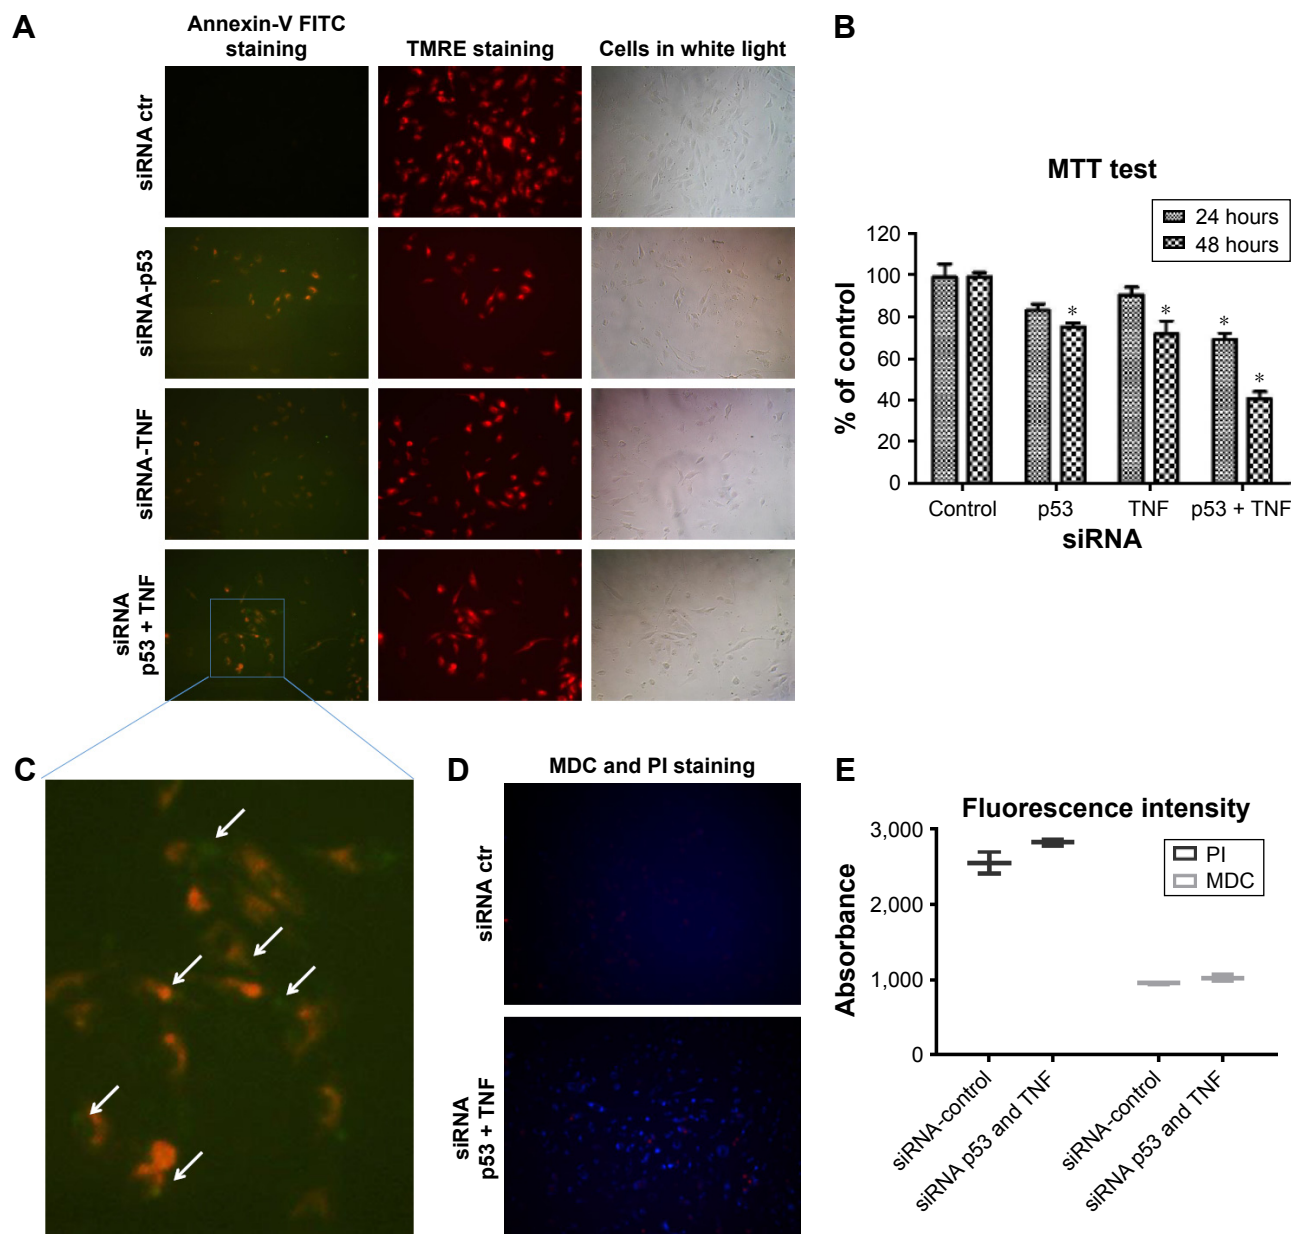 A
Annexin-V FITC
staining
TMRE staining
Cells in white light
siRNA ctr
siRNA-p53
siRNA-TNF
siRNA
p53 + TNF
B
MTT test
24 hours
48 hours
% of control
120
100
80
60
40
20
0
*
*
*
*
Control
p53
TNF
p53 + TNF
siRNA
C
D
MDC and PI staining
siRNA ctr
siRNA
p53 + TNF
E
Fluorescence intensity
PI
MDC
Absorbance
3,000
2,000
1,000
0
siRNA-control
siRNA p53 and TNF
siRNA-control
siRNA p53 and TNF